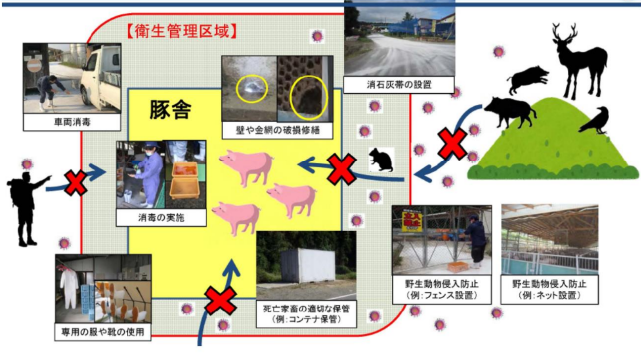 【衛生管理区域】
消石灰帯の設置
車両消毒
豚舎
壁や金網の破損修繕
消毒の実施
専用の服や靴の使用
死亡家畜の適切な保管
(例:コンテナ保管)
野生動物侵入防止
(例:フェンス設置)
野生動物侵入防止
(例:ネット設置)